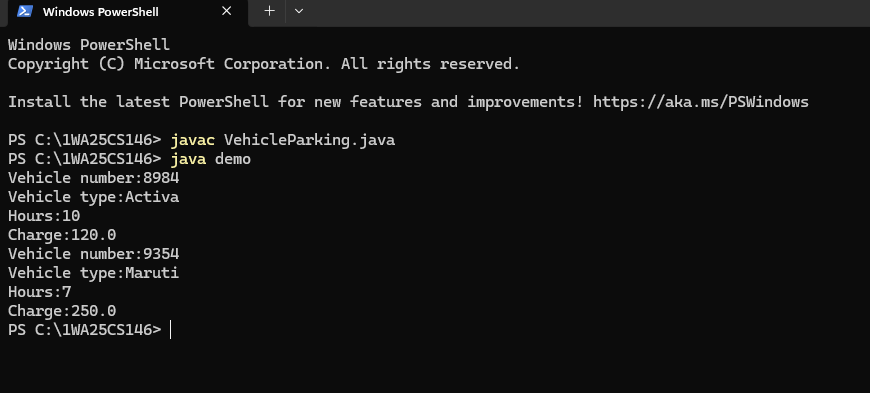 Windows PowerShell
Windows PowerShell
Copyright (C) Microsoft Corporation. All rights reserved.
Install the latest PowerShell for new features and improvements! https://aka.ms/PSWindows
PS C:\1WA25CS146> javac VehicleParking.java
PS C:\1WA25CS146> java demo
Vehicle number:8984
Vehicle type:Activa
Hours:10
Charge:120.0
Vehicle number:9354
Vehicle type:Maruti
Hours:7
Charge:250.0
PS C:\1WA25CS146>